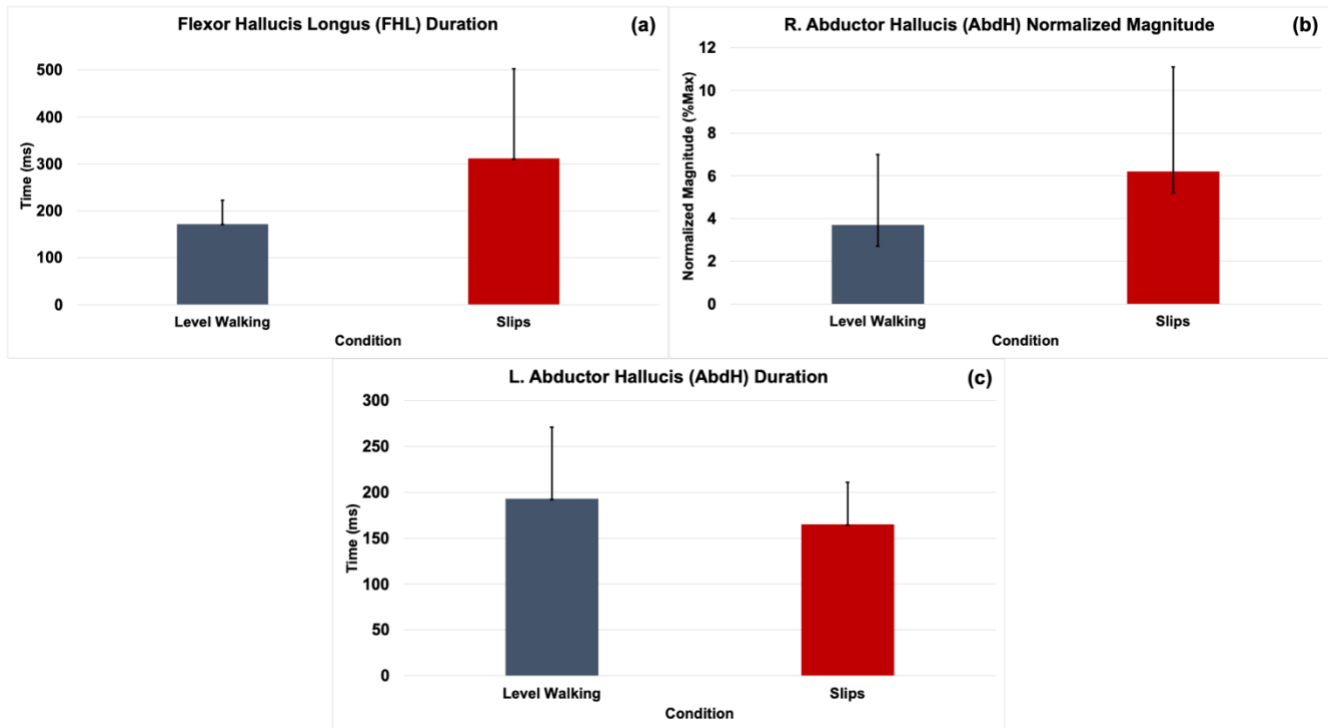 Flexor Hallucis Longus (FHL) Duration
(a)
Time (ms)
500
400
300
200
100
0
Level Walking
Slips
Condition
R. Abductor Hallucis (AbdH) Normalized Magnitude
(b)
Normalized Magnitude (%Max)
12
10
8
6
4
2
0
Level Walking
Slips
Condition
L. Abductor Hallucis (AbdH) Duration
(c)
Time (ms)
300
250
200
150
100
50
0
Level Walking
Slips
Condition